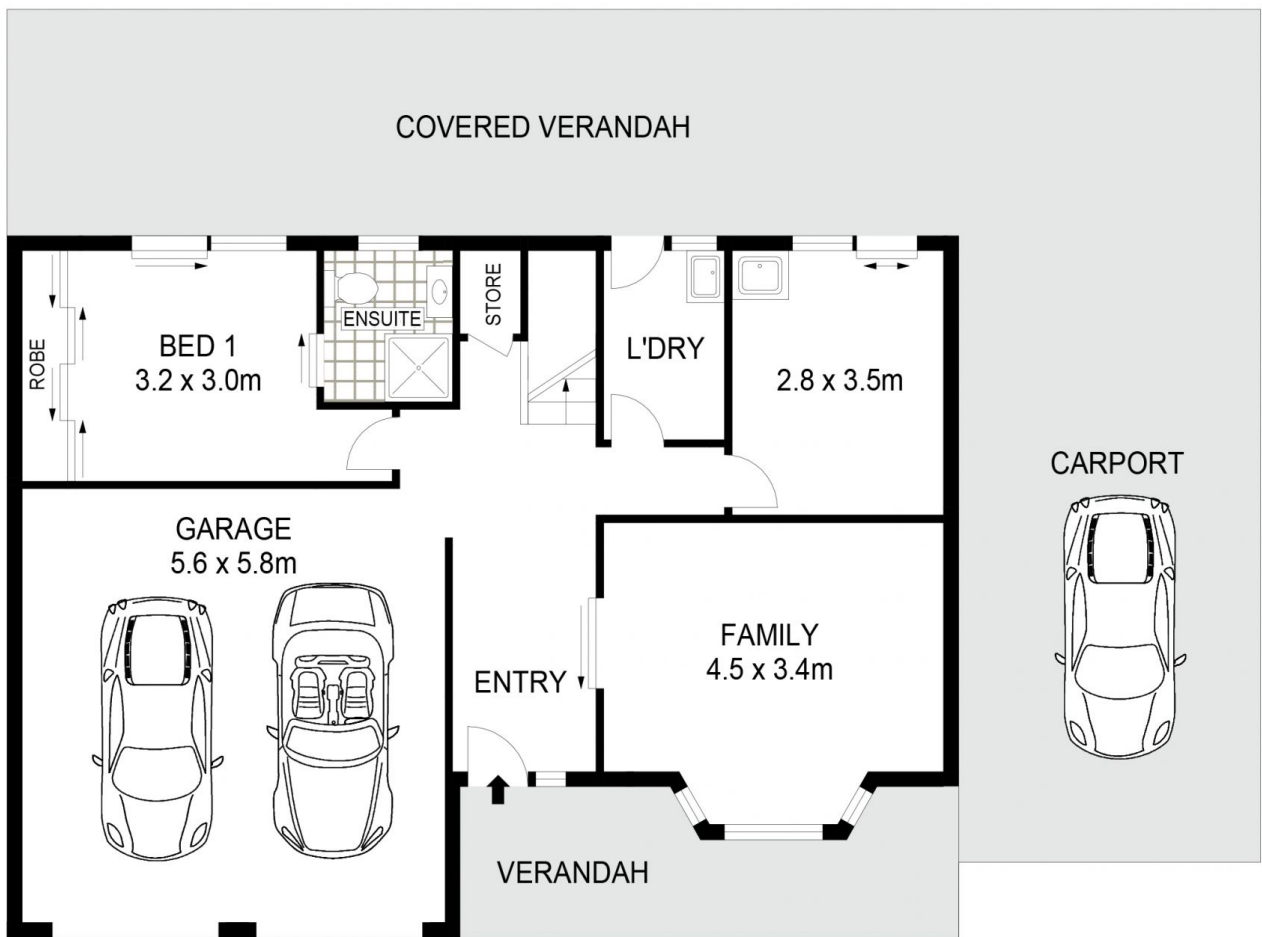 COVERED VERANDAH
ROBE
BED 1
3.2 x 3.0m
ENSUITE
STORE
L'DRY
2.8 x 3.5m
CARPORT
GARAGE
5.6 x 5.8m
ENTRY
FAMILY
4.5 x 3.4m
VERANDAH